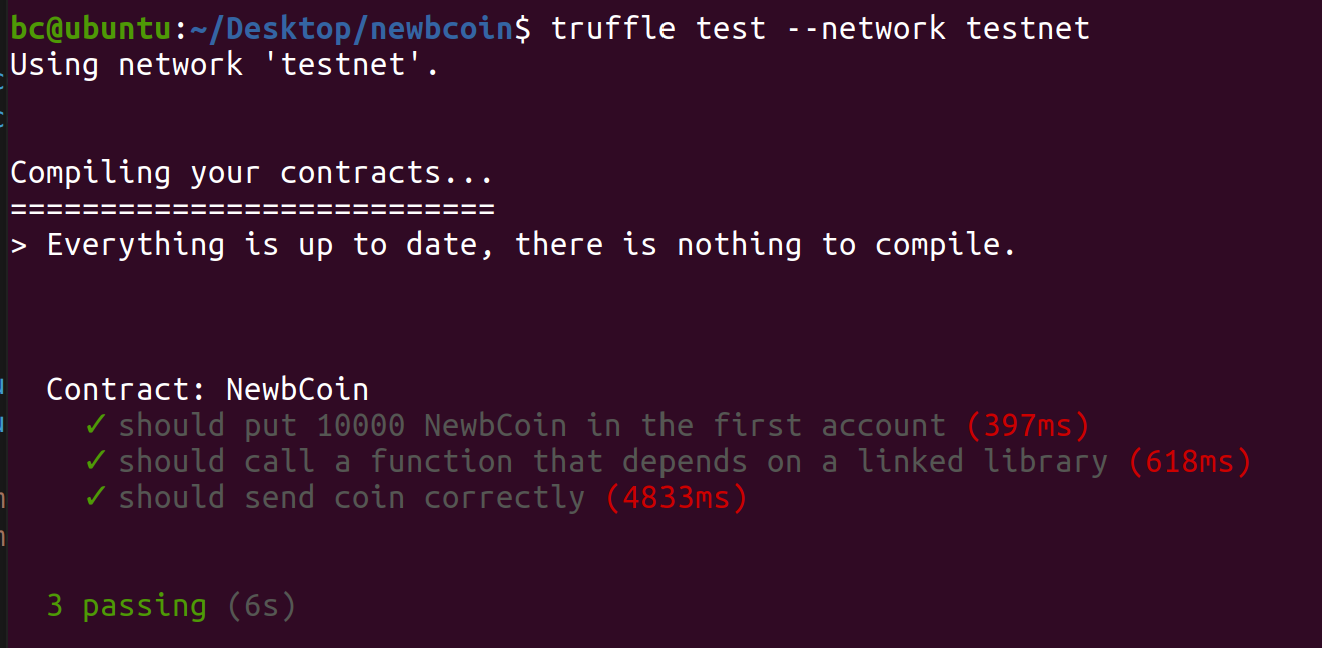 bc@ubuntu:~/Desktop/newbcoin$ truffle test --network testnet
Using network 'testnet'.
Compiling your contracts...
===========================
> Everything is up to date, there is nothing to compile.
Contract: NewbCoin
✓ should put 10000 NewbCoin in the first account (397ms)
✓ should call a function that depends on a linked library (618ms)
✓ should send coin correctly (4833ms)
3 passing (6s)